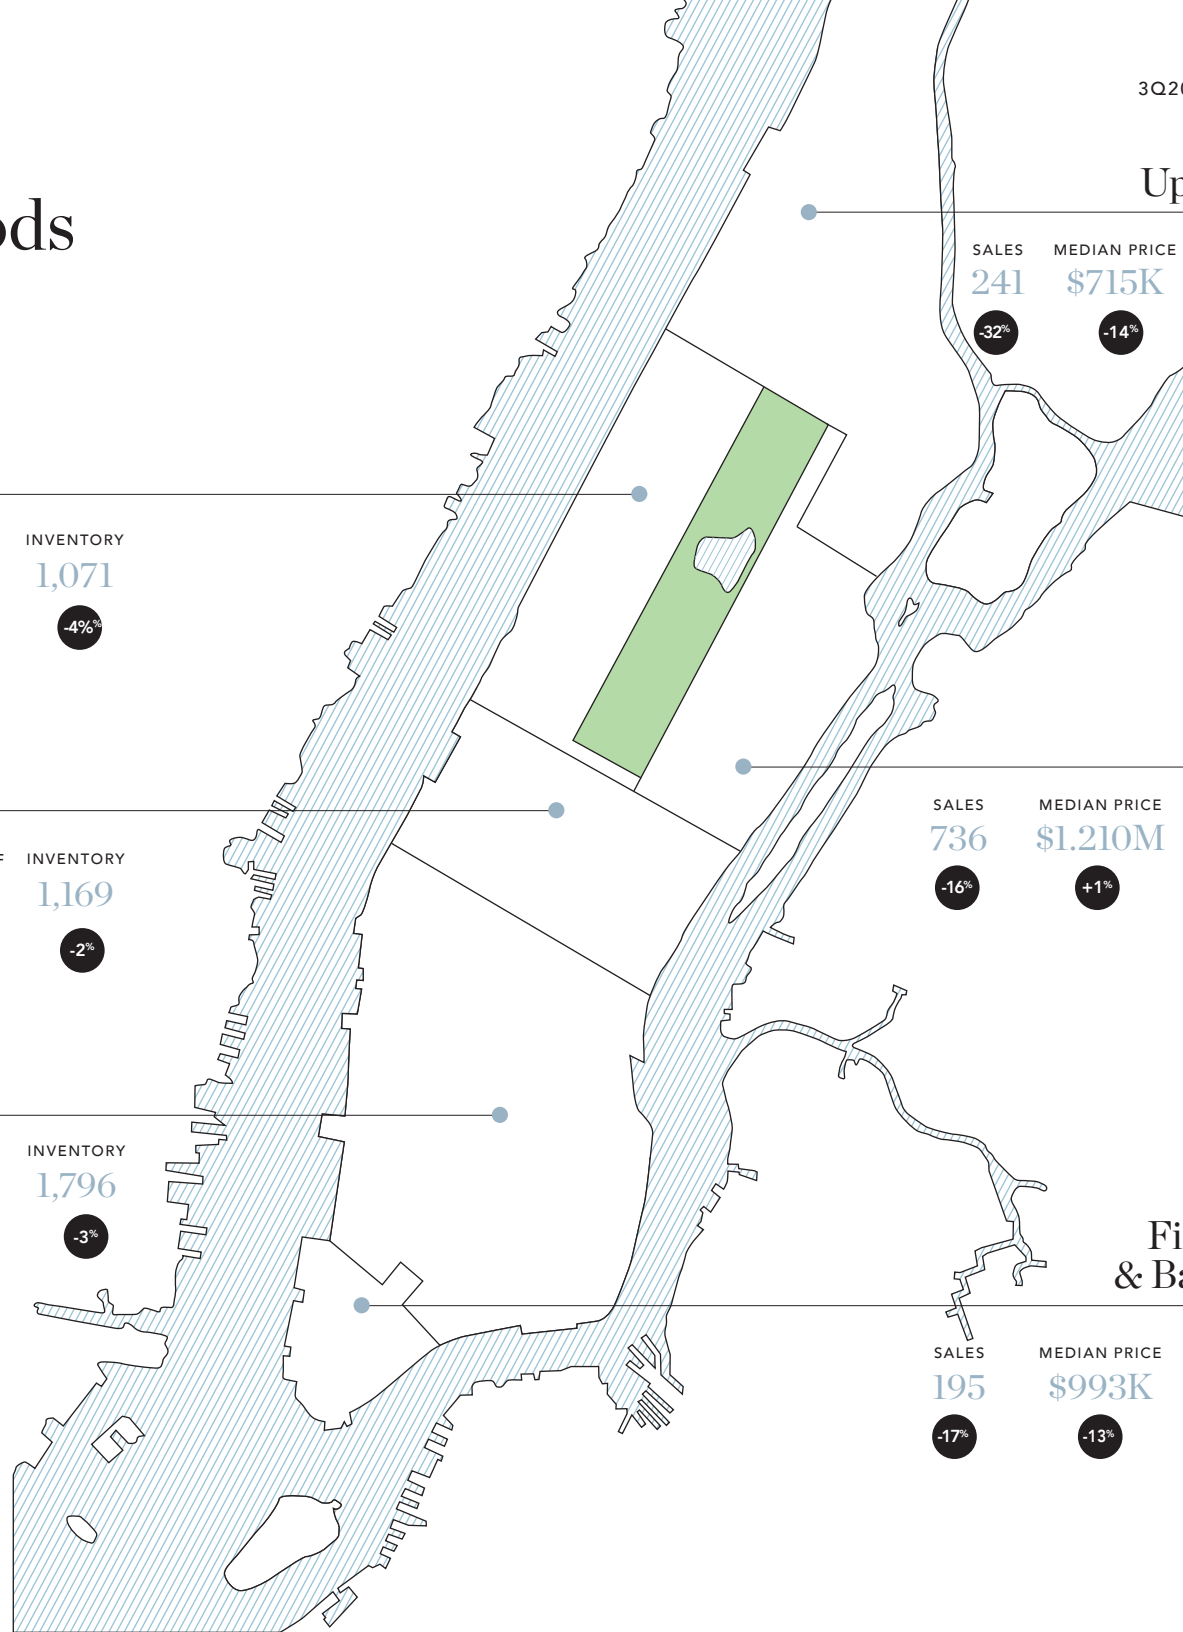 3Q20
Up
ods
SALES MEDIAN PRICE
241 $715K
-32% -14%
INVENTORY
1,071
-4%%
SALES MEDIAN PRICE
736 $1.210M
-16% +1%
F INVENTORY
1,169
-2%
INVENTORY
1,796
-3%
Fi
& Ba
SALES MEDIAN PRICE
195 $993K
-17% -13%